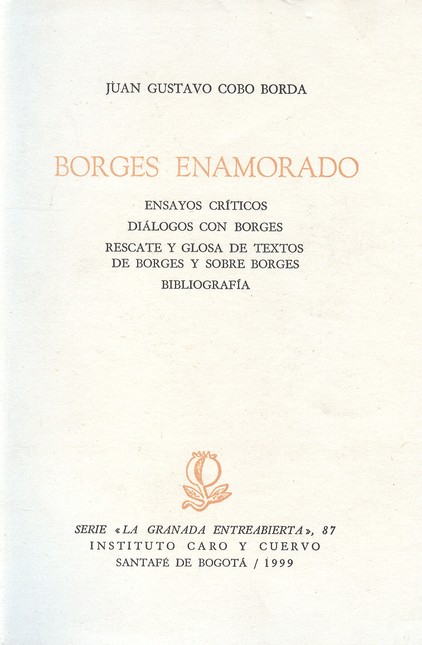 JUAN GUSTAVO COBO BORDA
BORGES ENAMORADO
ENSAYOS CRÍTICOS
DIÁLOGOS CON BORGES
RESCATE Y GLOSA DE TEXTOS
DE BORGES Y SOBRE BORGES
BIBLIOGRAFÍA
SERIE «LA GRANADA ENTREABIERTA», 87
INSTITUTO CARO Y CUERVO
SANTAFÉ DE BOGOTÁ / 1999